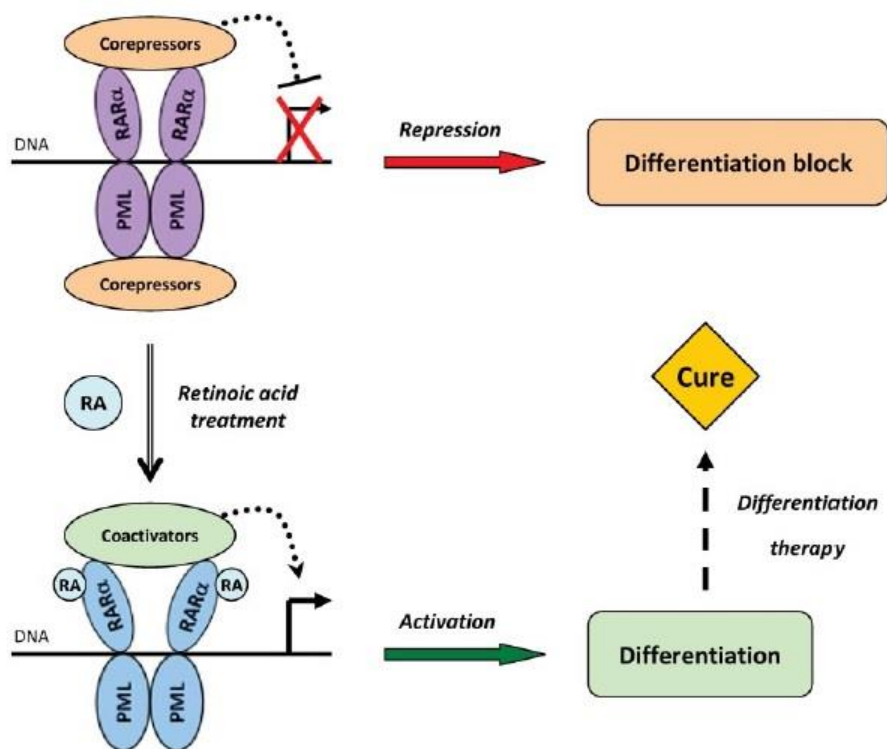 Corepressors
RARα
RARα
DNA
Repression
Differentiation block
PML
PML
Corepressors
RA
Retinoic acid
treatment
Cure
Differentiation
therapy
Coactivators
RA
RA
RARα
RARα
DNA
Activation
Differentiation
PML
PML